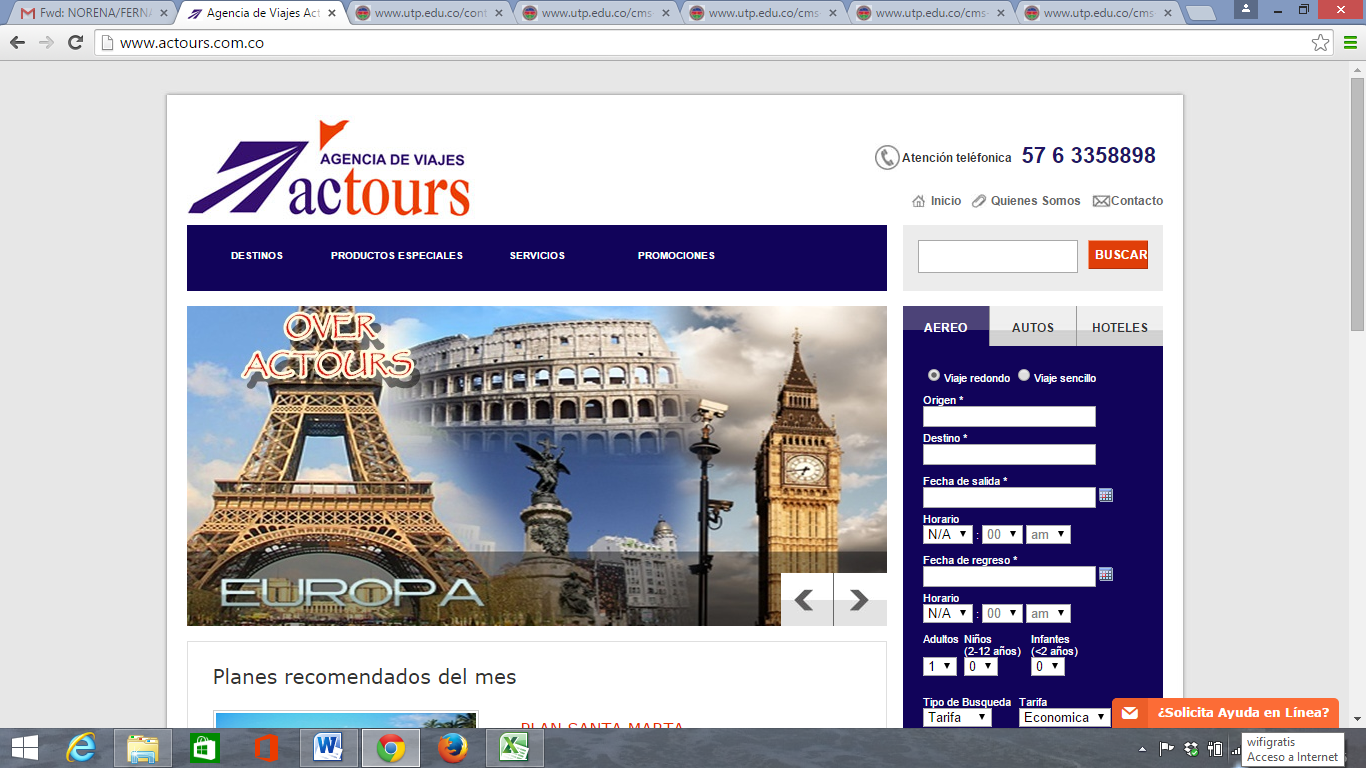 Fwd: NORENA/FERNA
Agencia de Viajes Act
www.utp.edu.co/cont
www.utp.edu.co/cms-
www.utp.edu.co/cms-
www.utp.edu.co/cms-
www.utp.edu.co/cms-
www.actours.com.co
AGENCIA DE VIAJES
actours
Atención teléfonica 57 6 3358898
Inicio Quienes Somos Contacto
DESTINOS PRODUCTOS ESPECIALES SERVICIOS PROMOCIONES
BUSCAR
OVER
ACTOURS
EUROPA
AEREO AUTOS HOTELES
Viaje redondo Viaje sencillo
Origen *
Destino *
Fecha de salida *
Horario
N/A : 00 am
Fecha de regreso *
Horario
N/A : 00 am
Adultos Niños Infantes
(2-12 años) (<2 años)
1 0 0
Tipo de Busqueda Tarifa
Tarifa Economica
¿Solicita Ayuda en Línea?
Planes recomendados del mes
PLAN SANTA MARTA
wifigratis
Acceso a Internet